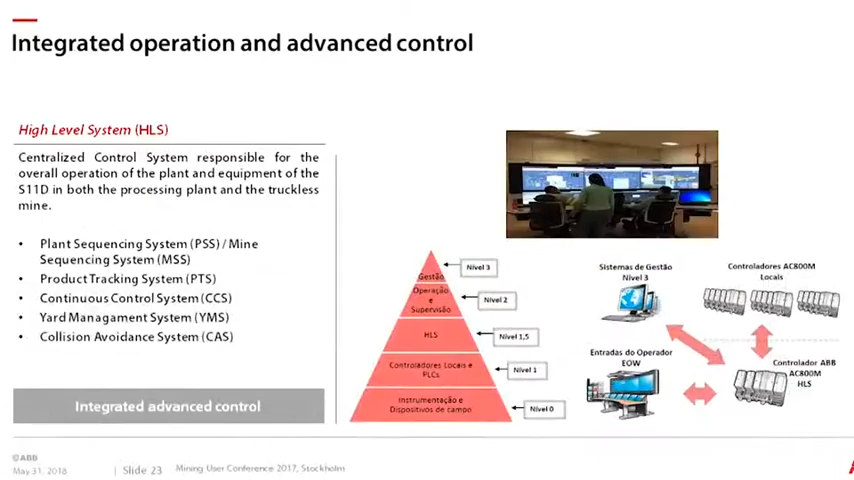 Integrated operation and advanced control
High Level System (HLS)
Centralized Control System responsible for the
overall operation of the plant and equipment of the
S11D in both the processing plant and the truckless
mine.
• Plant Sequencing System (PSS) / Mine
Sequencing System (MSS)
• Product Tracking System (PTS)
• Continuous Control System (CCS)
• Yard Managament System (YMS)
• Collision Avoidance System (CAS)
Integrated advanced control
Gestão
Nível 3
Operação
e
Supervisão
Nível 2
HLS
Nível 1,5
Controladores Locais e
PLCs
Nível 1
Instrumentação e
Dispositivos de campo
Nível 0
Sistemas de Gestão
Nível 3
Controladores AC800M
Locais
Entradas do Operador
EOW
Controlador ABB
AC800M
HLS
©ABB
May 31, 2018
| Slide 23
Mining User Conference 2017, Stockholm